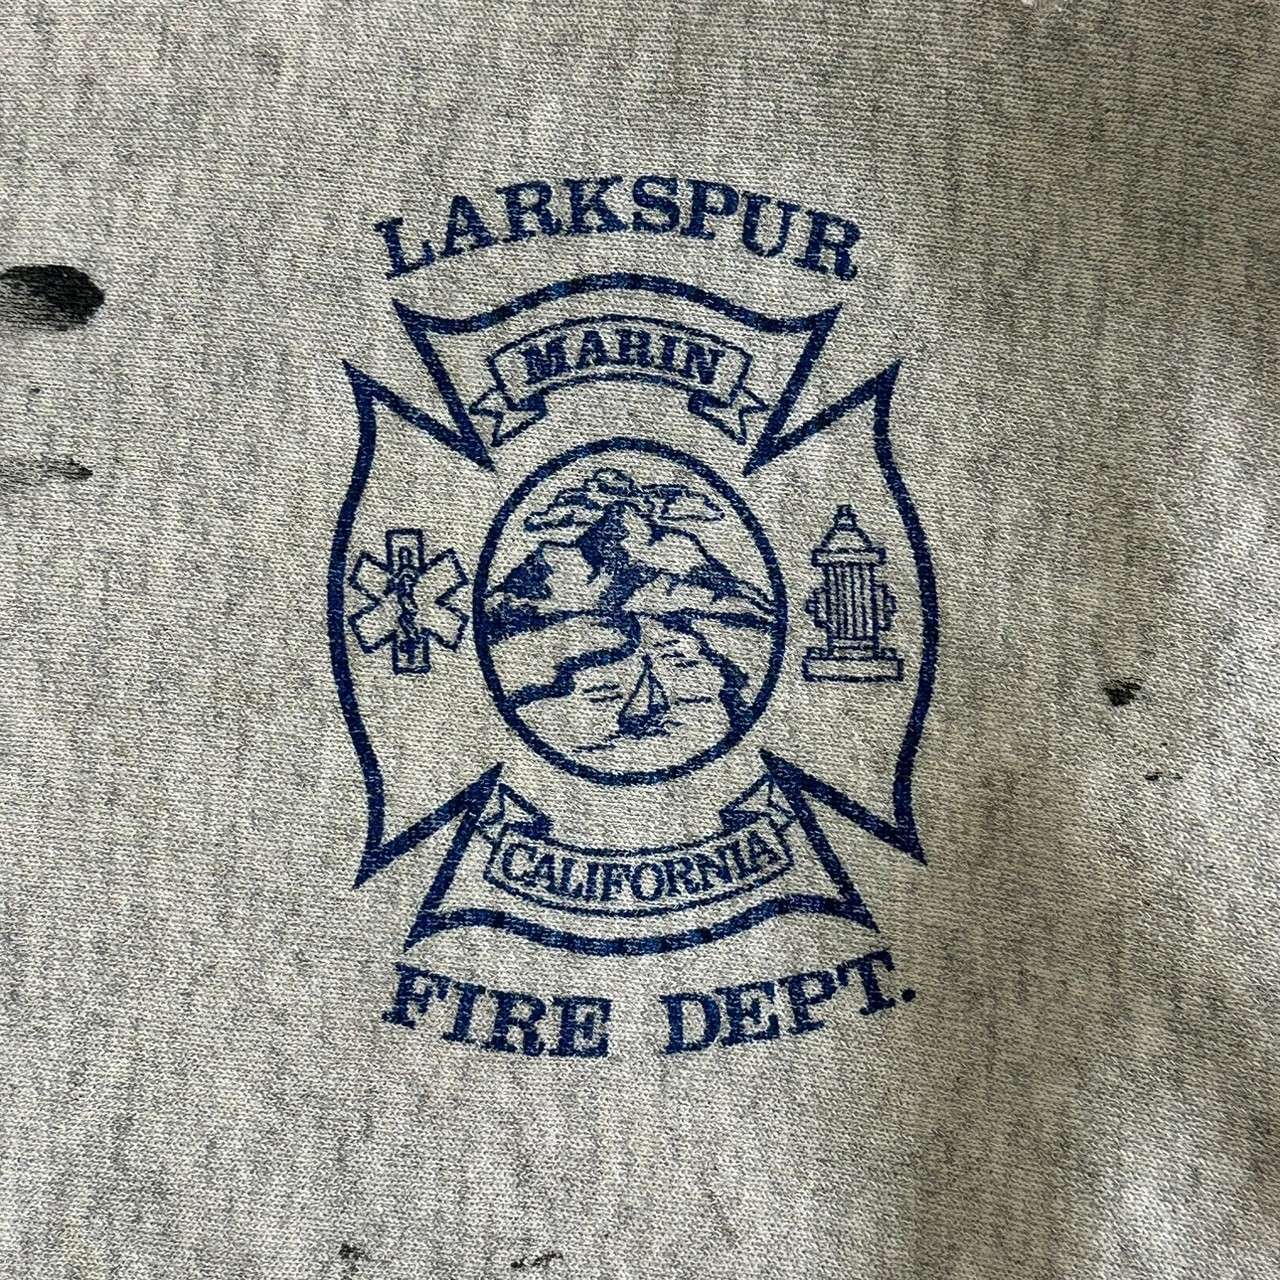 LARKSPUR
MARIN
CALIFORNIA
FIRE DEPT.